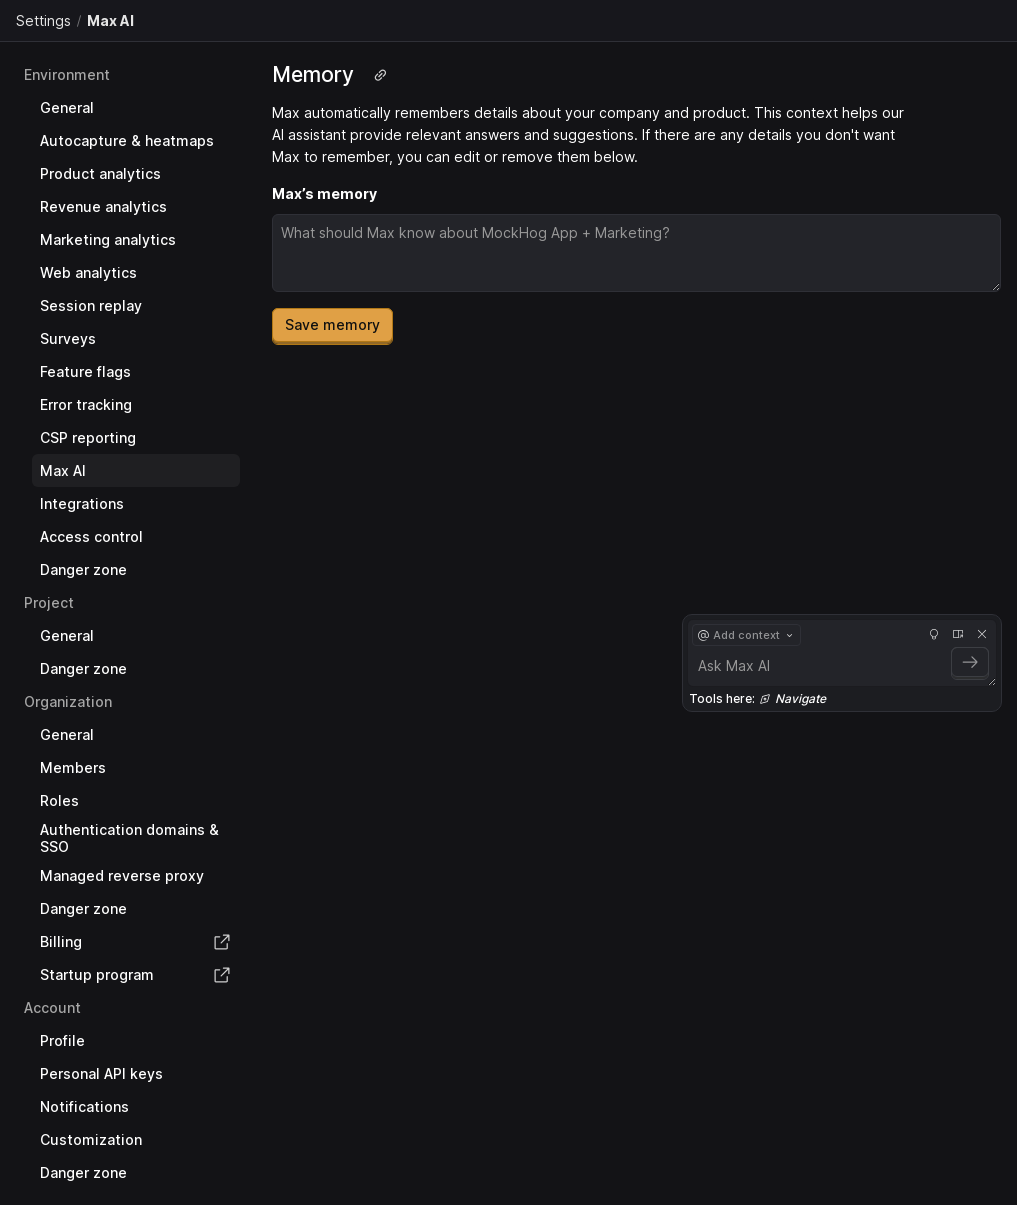 Settings / Max AI
Environment
General
Autocapture & heatmaps
Product analytics
Revenue analytics
Marketing analytics
Web analytics
Session replay
Surveys
Feature flags
Error tracking
CSP reporting
Max AI
Integrations
Access control
Danger zone
Project
General
Danger zone
Organization
General
Members
Roles
Authentication domains &
SSO
Managed reverse proxy
Danger zone
Billing
Startup program
Account
Profile
Personal API keys
Notifications
Customization
Danger zone
Memory
Max automatically remembers details about your company and product. This context helps our
AI assistant provide relevant answers and suggestions. If there are any details you don't want
Max to remember, you can edit or remove them below.
Max’s memory
What should Max know about MockHog App + Marketing?
Save memory
@ Add context
Ask Max AI
Tools here: Navigate